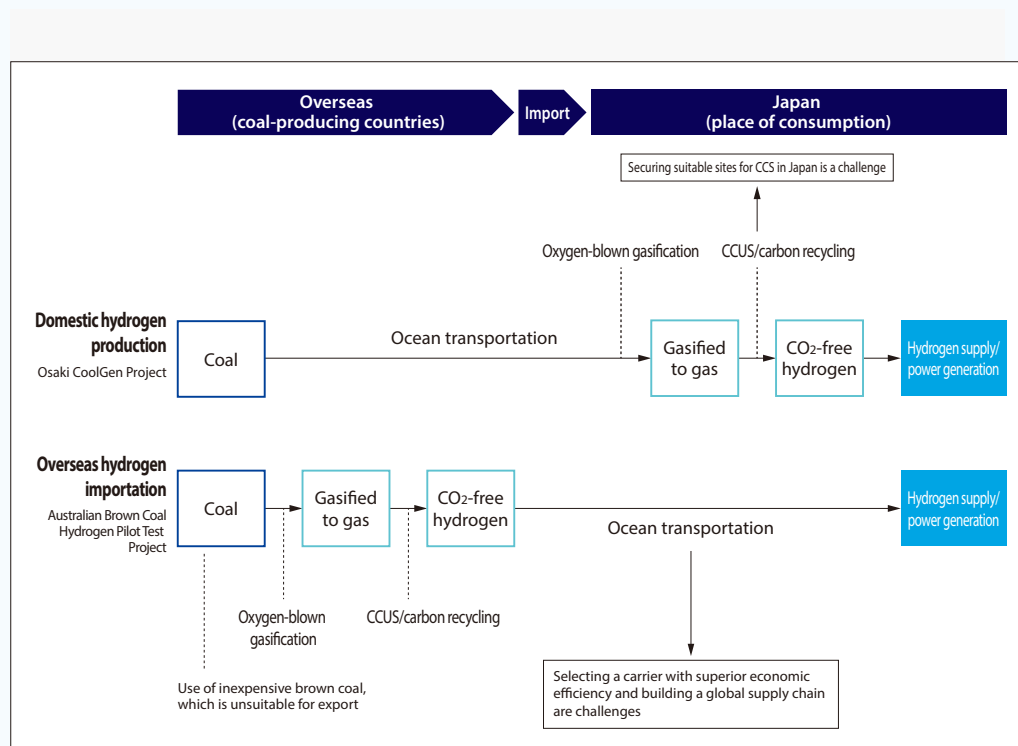 Overseas
(coal-producing countries)
Import
Japan
(place of consumption)
Securing suitable sites for CCS in Japan is a challenge
Oxygen-blown gasification
CCUS/carbon recycling
Domestic hydrogen
production
Osaki CoolGen Project
Coal
Ocean transportation
Gasified
to gas
CO₂-free
hydrogen
Hydrogen supply/
power generation
Overseas hydrogen
importation
Australian Brown Coal
Hydrogen Pilot Test
Project
Coal
Gasified
to gas
CO₂-free
hydrogen
Ocean transportation
Hydrogen supply/
power generation
Oxygen-blown
gasification
CCUS/carbon recycling
Use of inexpensive brown coal,
which is unsuitable for export
Selecting a carrier with superior economic
efficiency and building a global supply chain
are challenges